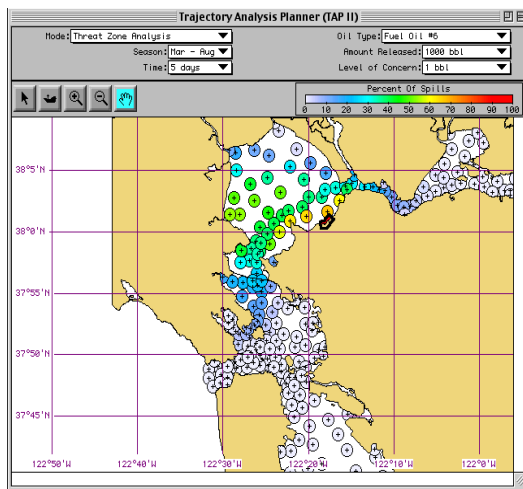 Trajectory Analysis Planner (TAP II)
Mode: Threat Zone Analysis
Oil Type: Fuel Oil #6
Season: Mar - Aug
Amount Released: 1000 bbl
Time: 5 days
Level of Concern: 1 bbl
Percent Of Spills
0 10 20 30 40 50 60 70 80 90 100
38°5'N
38°0'N
37°55'N
37°50'N
37°45'N
122°50'W 122°40'W 122°30'W 122°20'W 122°10'W 122°0'W